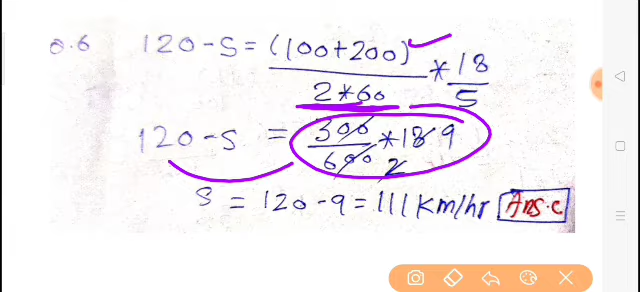 Q.6 120-S = (100+200) / 2*60 * 18/5
120-S = 300/600 * 18 9
2
S = 120-9 = 111 Km/hr Ans.c